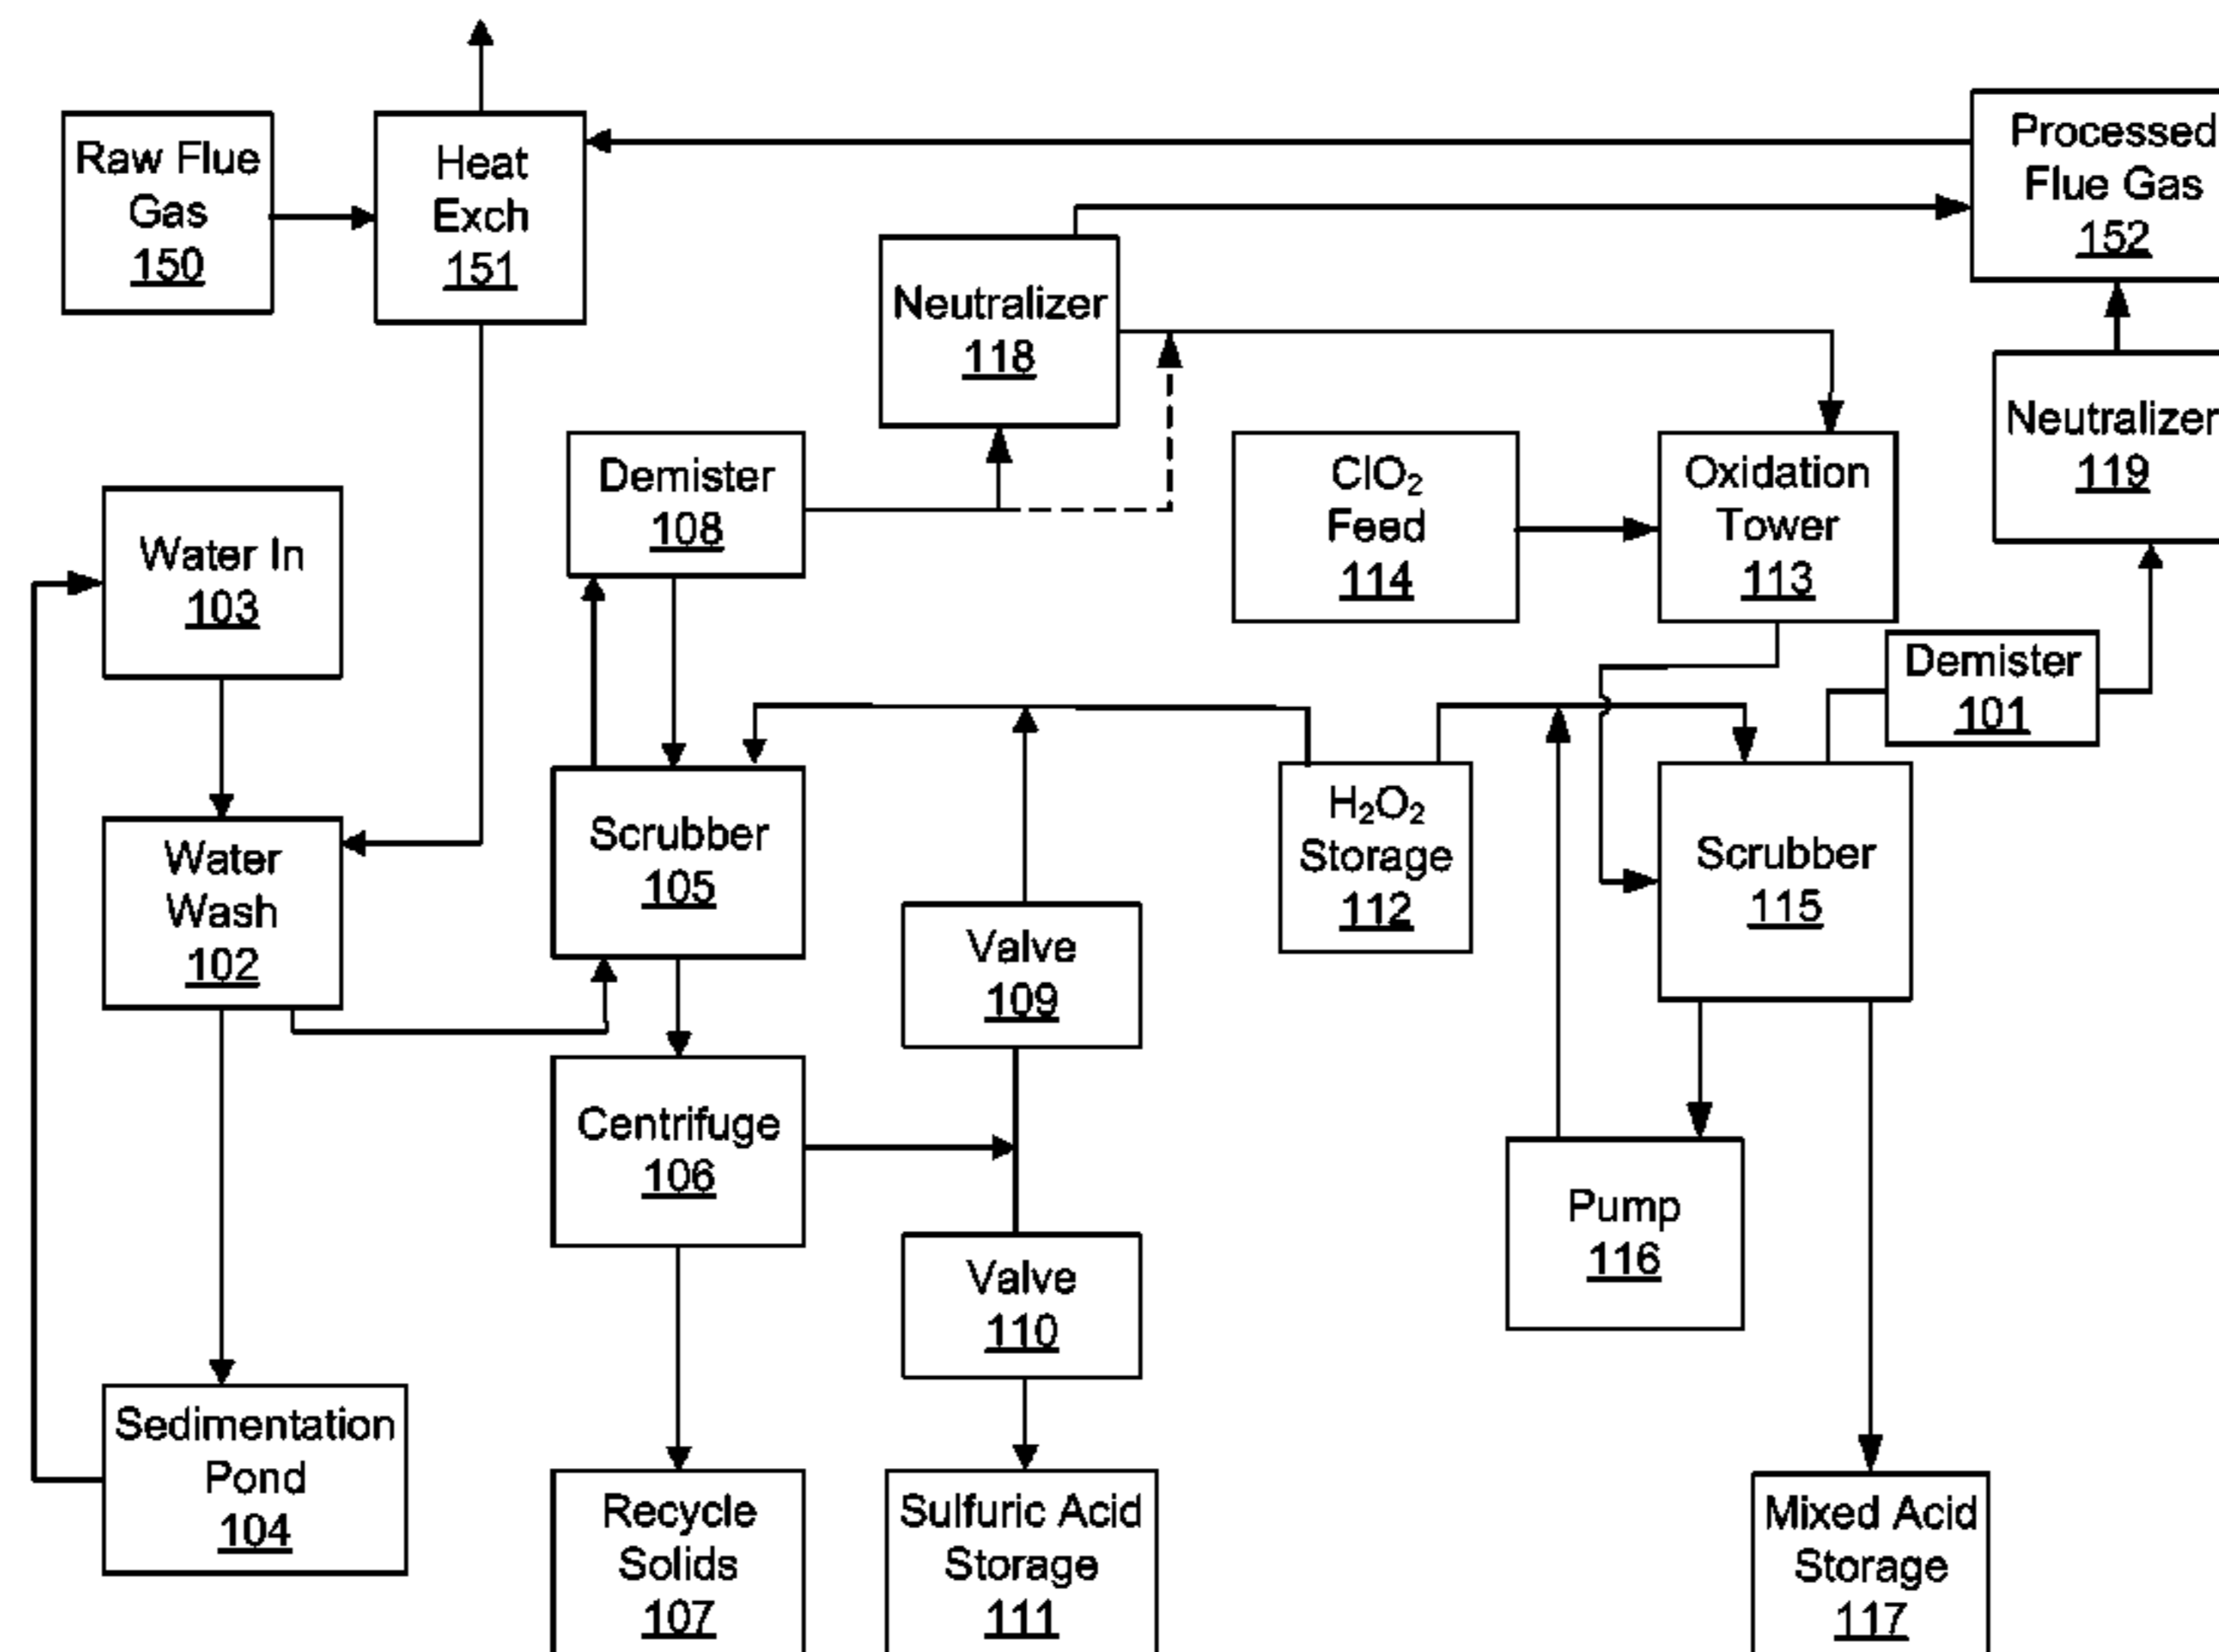 Raw Flue
Gas
150
Heat
Exch
151
Processed
Flue Gas
152
Neutralizer
118
Neutralizer
119
Demister
108
ClO₂
Feed
114
Oxidation
Tower
113
Water In
103
Demister
101
Water
Wash
102
Scrubber
105
H₂O₂
Storage
112
Scrubber
115
Valve
109
Centrifuge
106
Pump
116
Valve
110
Sedimentation
Pond
104
Recycle
Solids
107
Sulfuric Acid
Storage
111
Mixed Acid
Storage
117